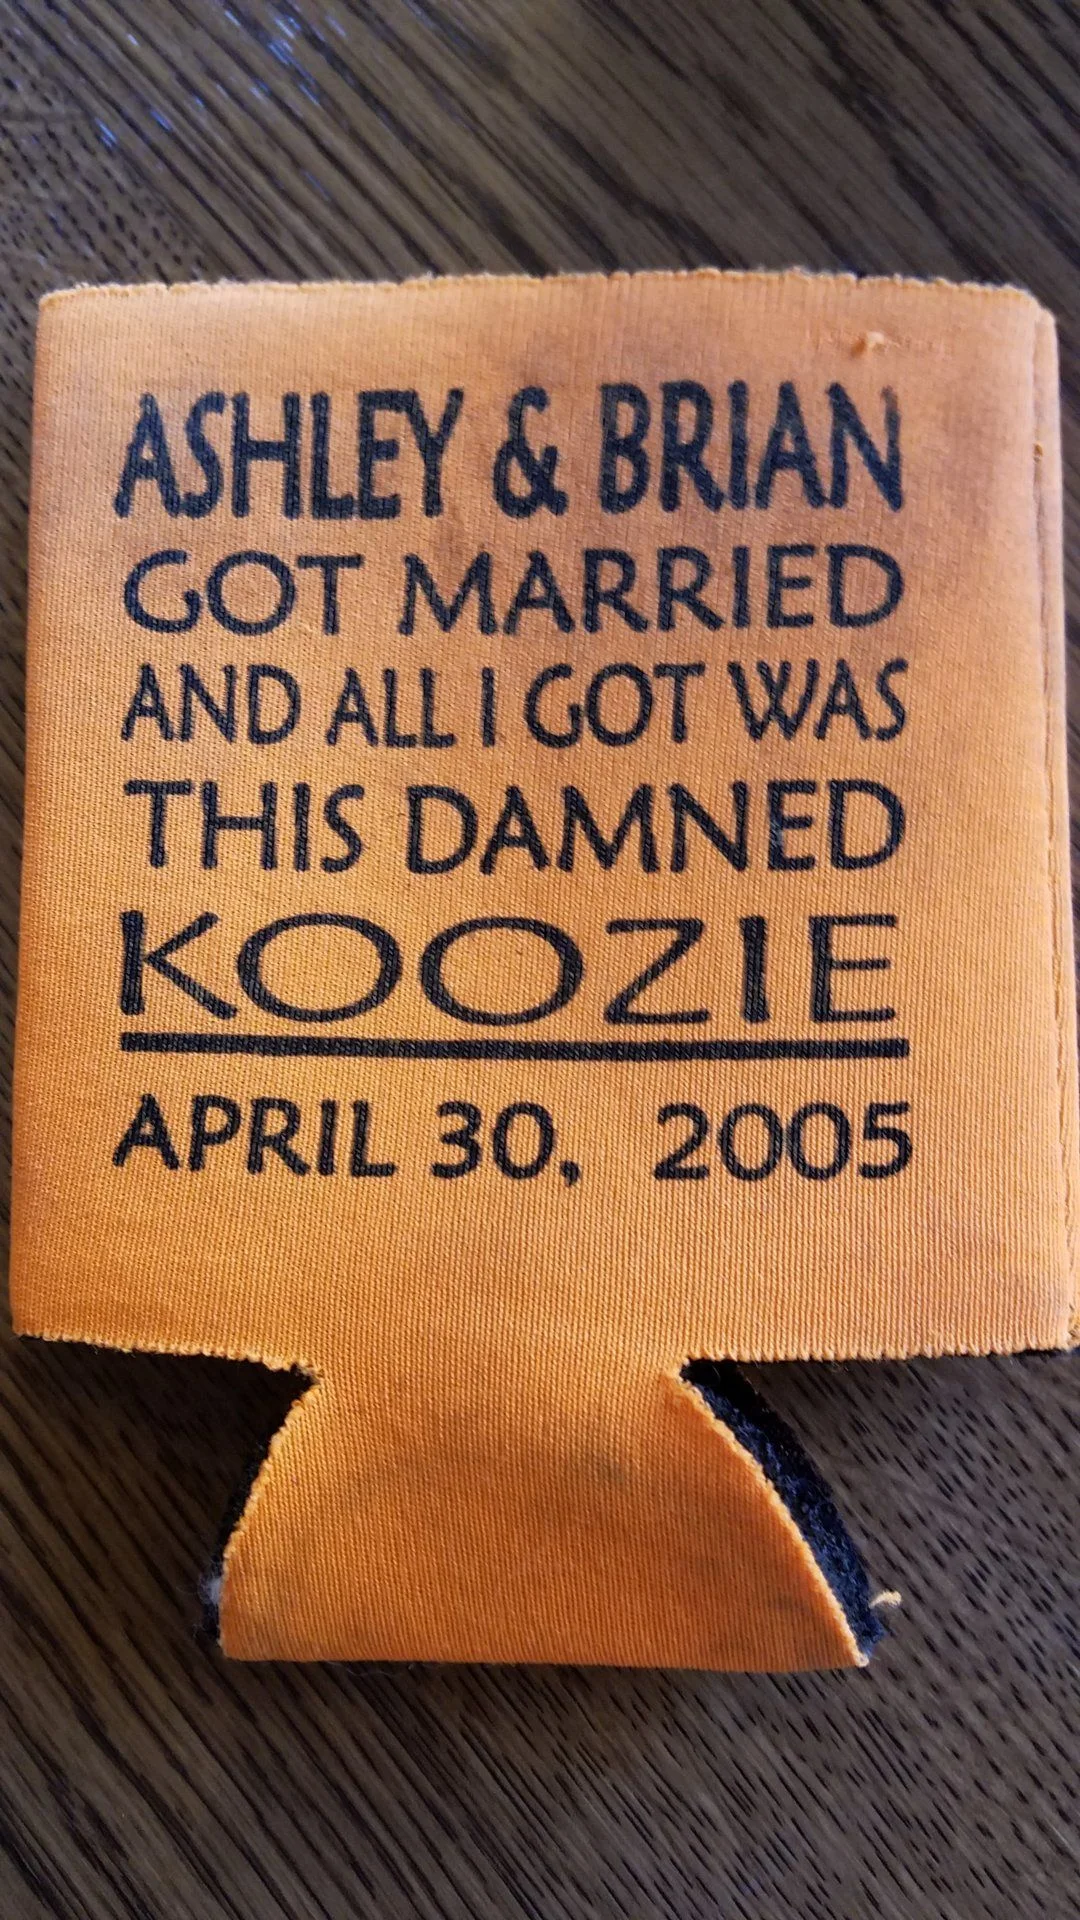 ASHLEY & BRIAN
GOT MARRIED
AND ALL I GOT WAS
THIS DAMNED
KOOZIE
APRIL 30, 2005